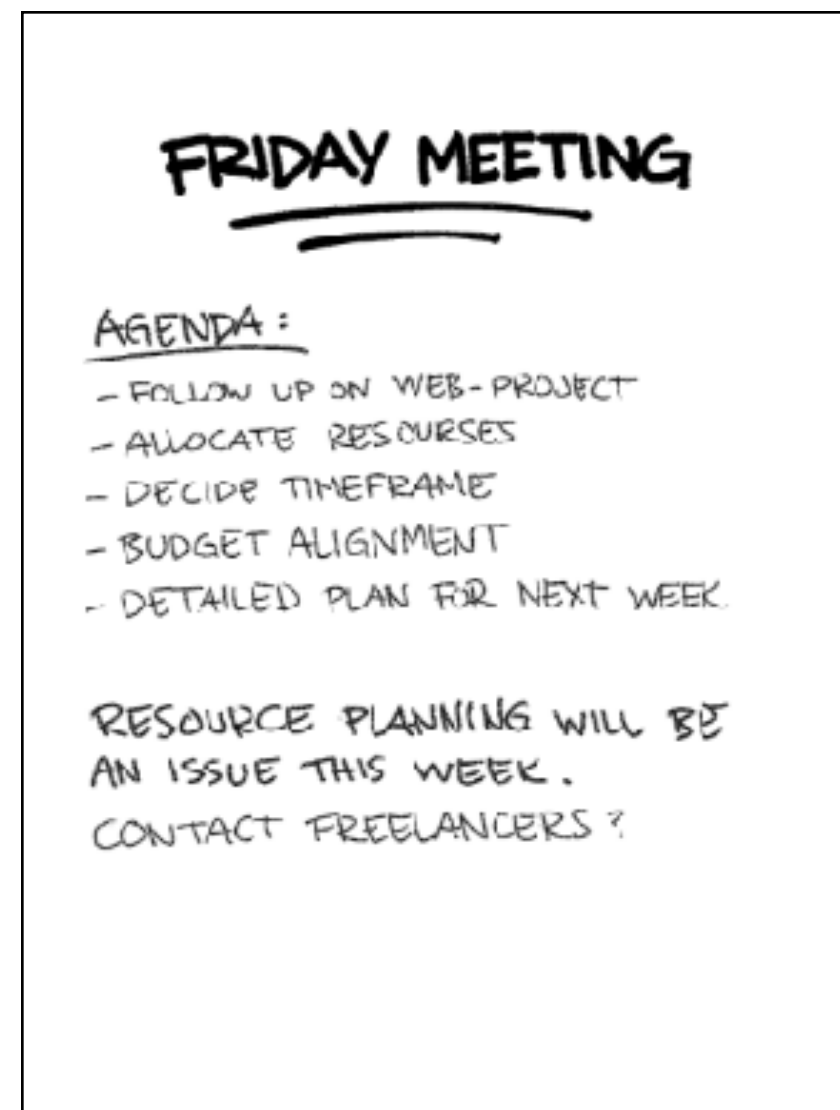 FRIDAY MEETING
AGENDA:
- FOLLOW UP ON WEB-PROJECT
- ALLOCATE RESOURSES
- DECIDE TIMEFRAME
- BUDGET ALIGNMENT
- DETAILED PLAN FOR NEXT WEEK
RESOURCE PLANNING WILL BE
AN ISSUE THIS WEEK.
CONTACT FREELANCERS?